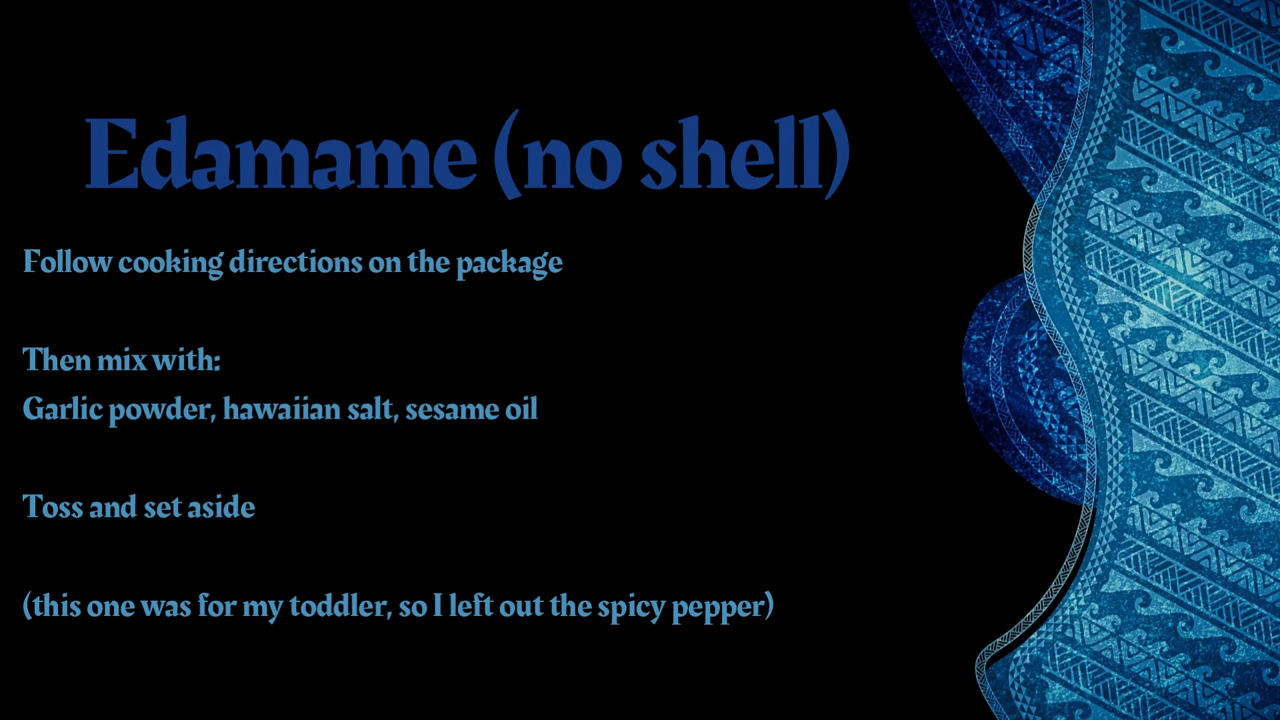 Edamame (no shell)
Follow cooking directions on the package
Then mix with:
Garlic powder, hawaiian salt, sesame oil
Toss and set aside
(this one was for my toddler, so I left out the spicy pepper)